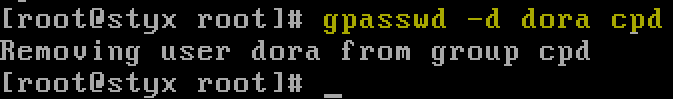 [root@styx root]# gpasswd -d dora cpd
Removing user dora from group cpd
[root@styx root]# _